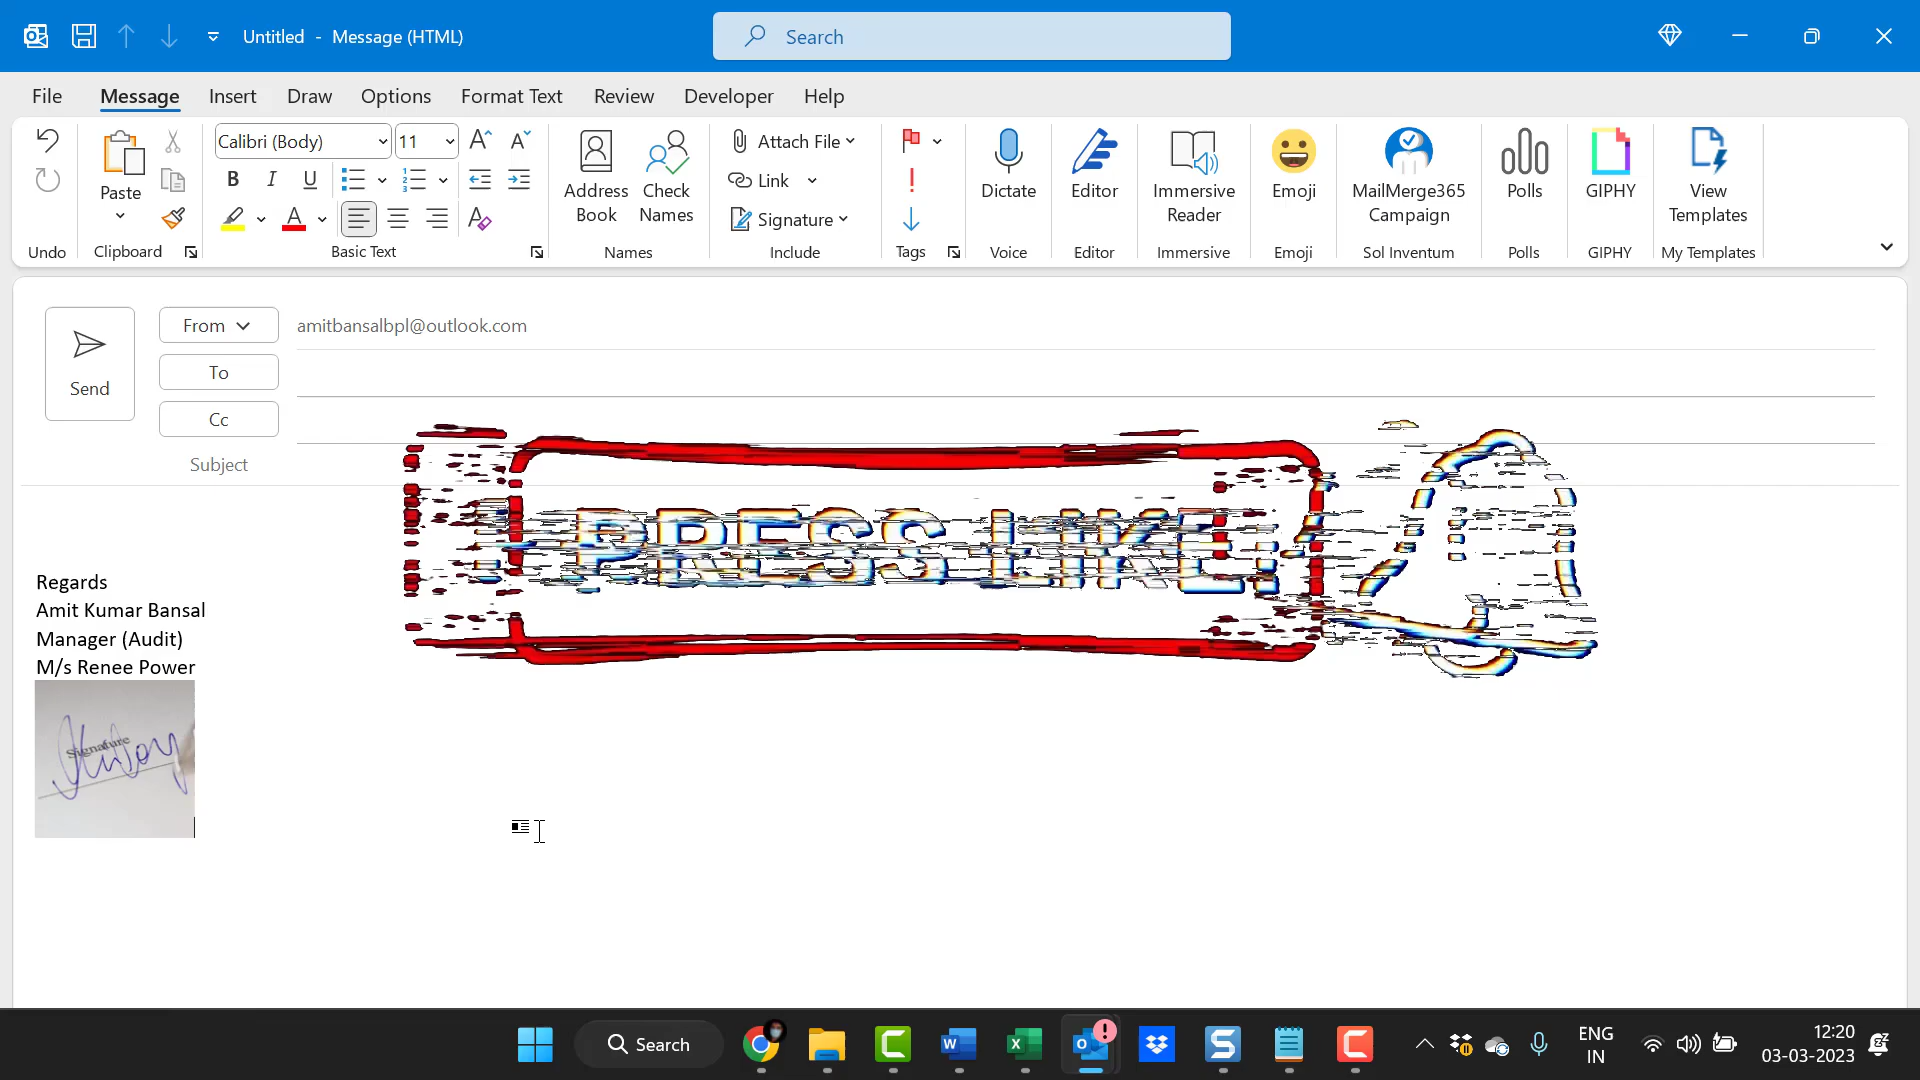 Untitled - Message (HTML)
Search
File Message Insert Draw Options Format Text Review Developer Help
Calibri (Body) 11
Attach File
Link
Signature
Paste
Address Book
Check Names
Dictate
Editor
Immersive Reader
Emoji
MailMerge365 Campaign
Polls
GIPHY
View Templates
Undo Clipboard Basic Text Names Include Tags Voice Editor Immersive Emoji Sol Inventum Polls GIPHY My Templates
Send
From amitbansalbpl@outlook.com
To
Cc
Subject
PRESS LIKE
Regards
Amit Kumar Bansal
Manager (Audit)
M/s Renee Power
Signature
Search
ENG
IN
12:20
03-03-2023